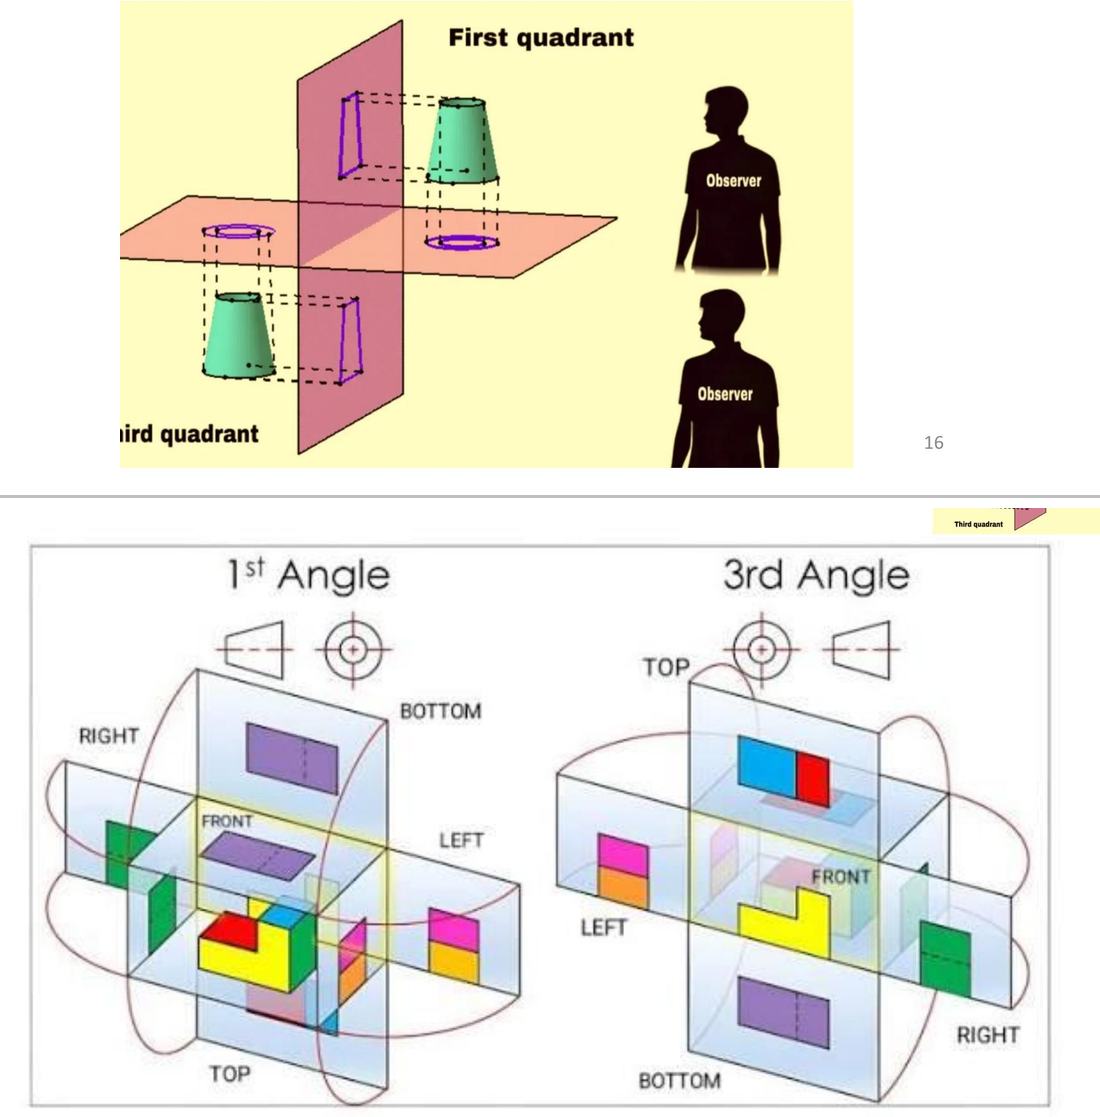 First quadrant
Observer
Observer
ird quadrant
16
Third quadrant
1st Angle
3rd Angle
TOP
BOTTOM
RIGHT
FRONT
LEFT
FRONT
LEFT
RIGHT
TOP
BOTTOM